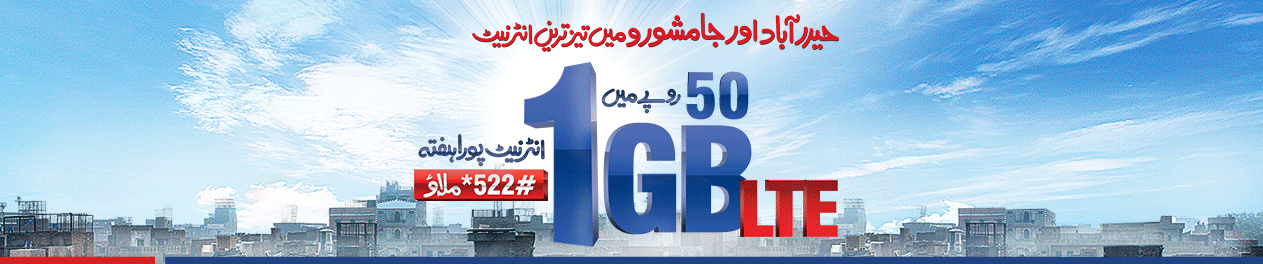 حیدرآباد اور جامشورو میں تیز ترین انٹرنیٹ
50 روپے میں
1GB LTE
انٹرنیٹ پورا ہفتہ
*522# ملاؤ